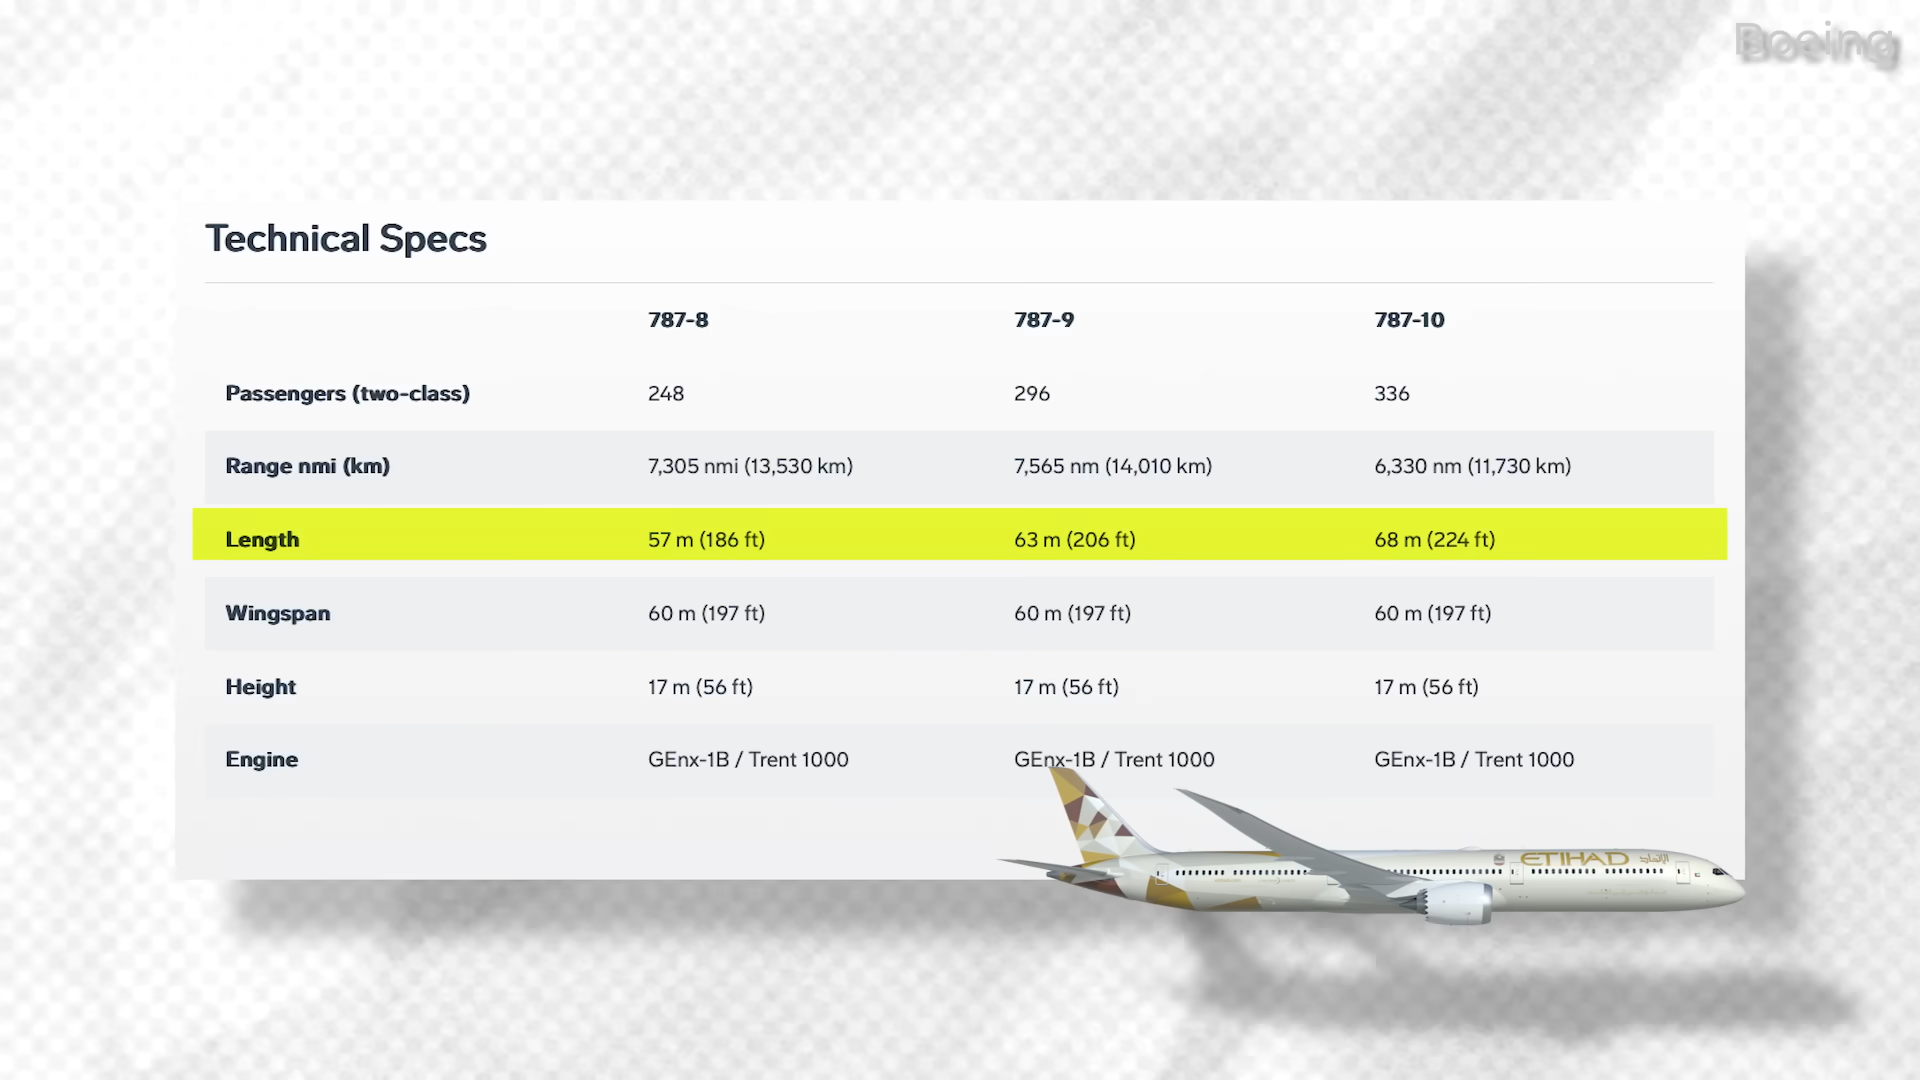 Boeing
Technical Specs
787-8 787-9 787-10
Passengers (two-class) 248 296 336
Range nmi (km) 7,305 nmi (13,530 km) 7,565 nm (14,010 km) 6,330 nm (11,730 km)
Length 57 m (186 ft) 63 m (206 ft) 68 m (224 ft)
Wingspan 60 m (197 ft) 60 m (197 ft) 60 m (197 ft)
Height 17 m (56 ft) 17 m (56 ft) 17 m (56 ft)
Engine GEnx-1B / Trent 1000 GEnx-1B / Trent 1000 GEnx-1B / Trent 1000
ETIHAD الإتحاد